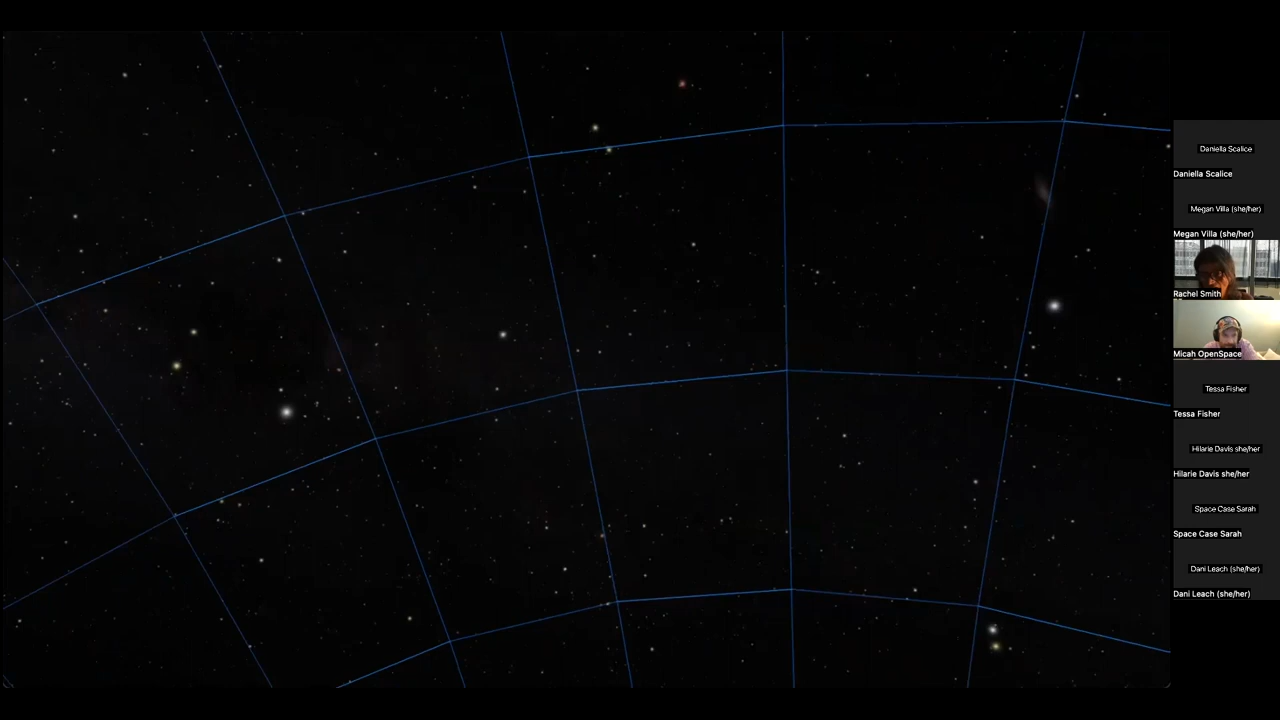 Daniella Scalice
Daniella Scalice
Megan Villa (she/her)
Megan Villa (she/her)
Rachel Smith
Micah OpenSpace
Tessa Fisher
Tessa Fisher
Hilarie Davis she/her
Hilarie Davis she/her
Space Case Sarah
Space Case Sarah
Dani Leach (she/her)
Dani Leach (she/her)